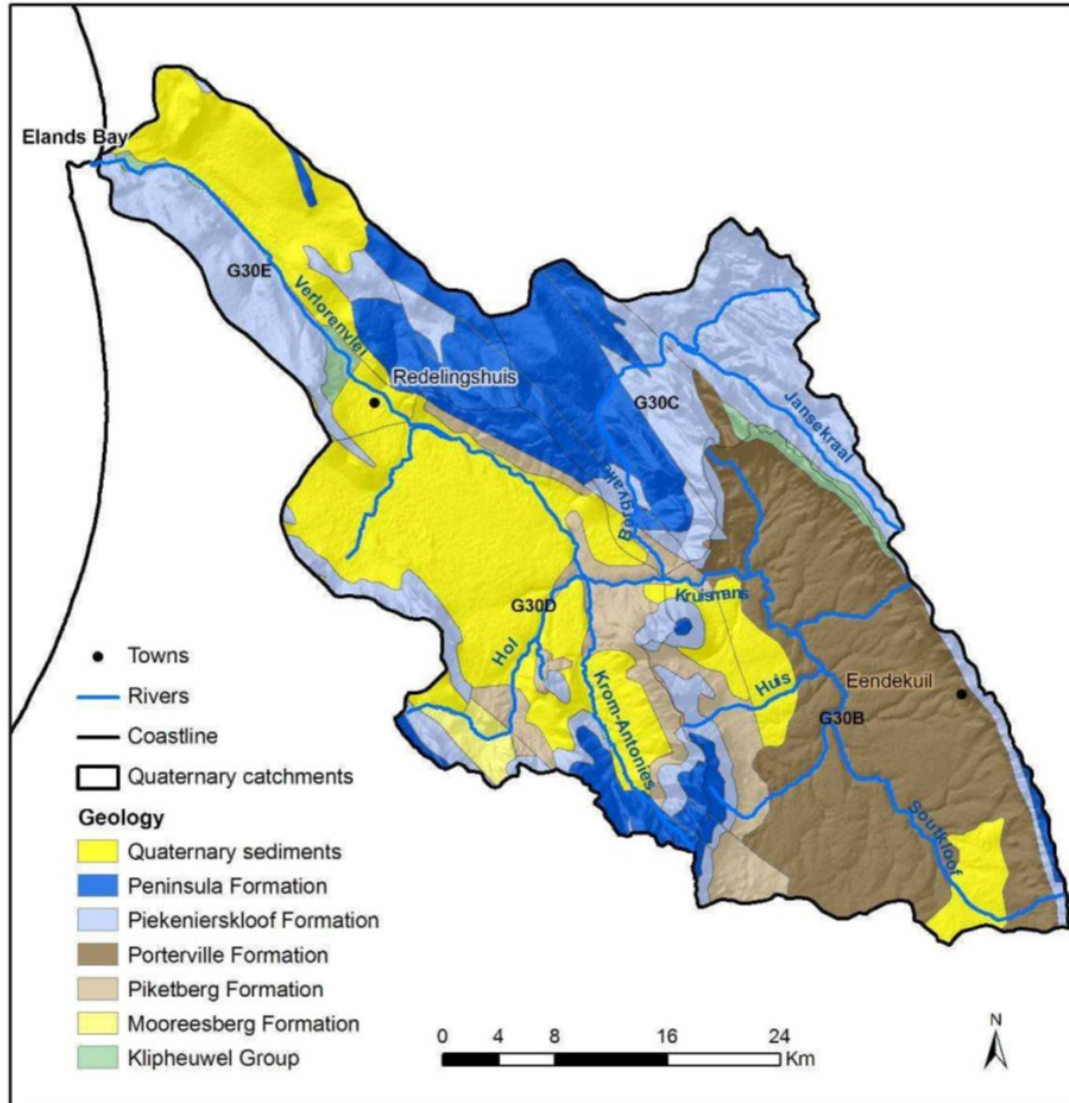 Elands Bay
G30E
Verlorenvlei
Redelingshuis
G30C
Jansekraal
Bergvallei
Kruismans
G30D
Hol
Krom-Antonies
Huis
Eendekuil
G30B
Soutkloof
Towns
Rivers
Coastline
Quaternary catchments
Geology
Quaternary sediments
Peninsula Formation
Piekenierskloof Formation
Porterville Formation
Piketberg Formation
Mooreesberg Formation
Klipheuwel Group
0 4 8 16 24
Km
N